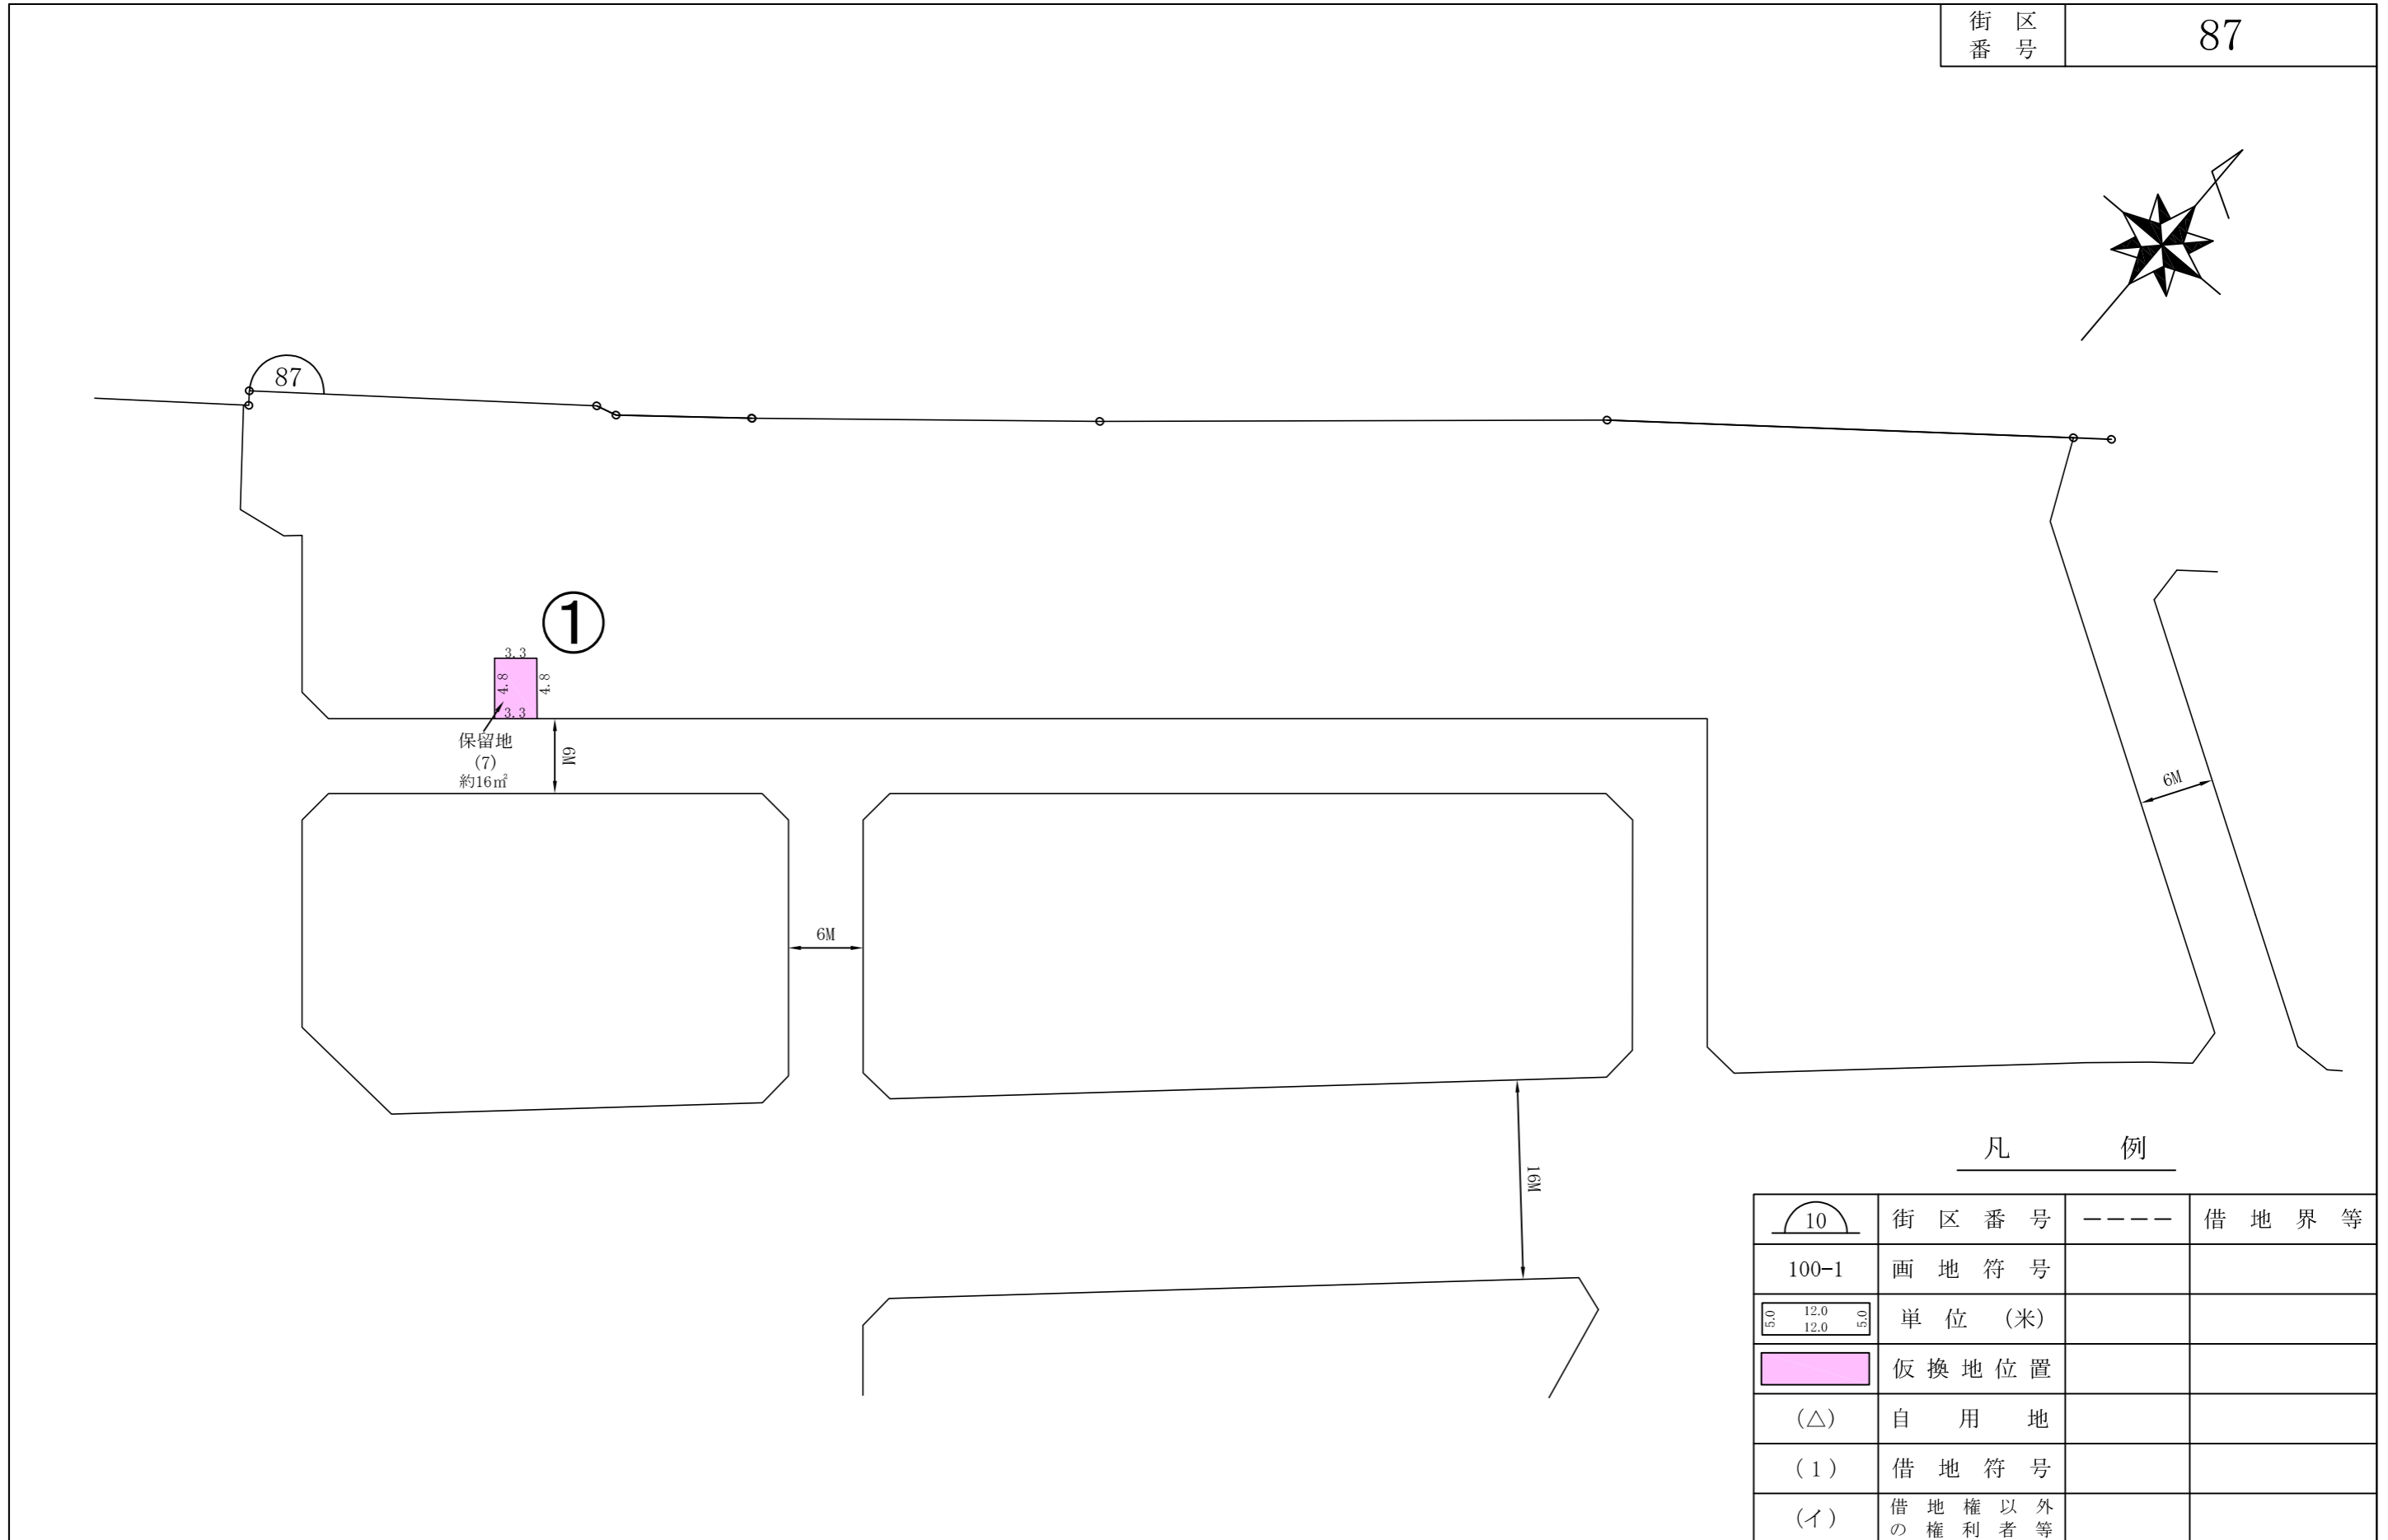 街区
番号
87
87
①
3.3
4.8
4.8
3.3
保留地
(7)
約16㎡
6M
6M
6M
16M
凡例
10 街区番号 借地界等
100-1 画地符号
5.0 12.0 5.0 単位(米)
12.0
仮換地位置
(△) 自用地
(1) 借地符号
(イ) 借地権以外
の権利者等